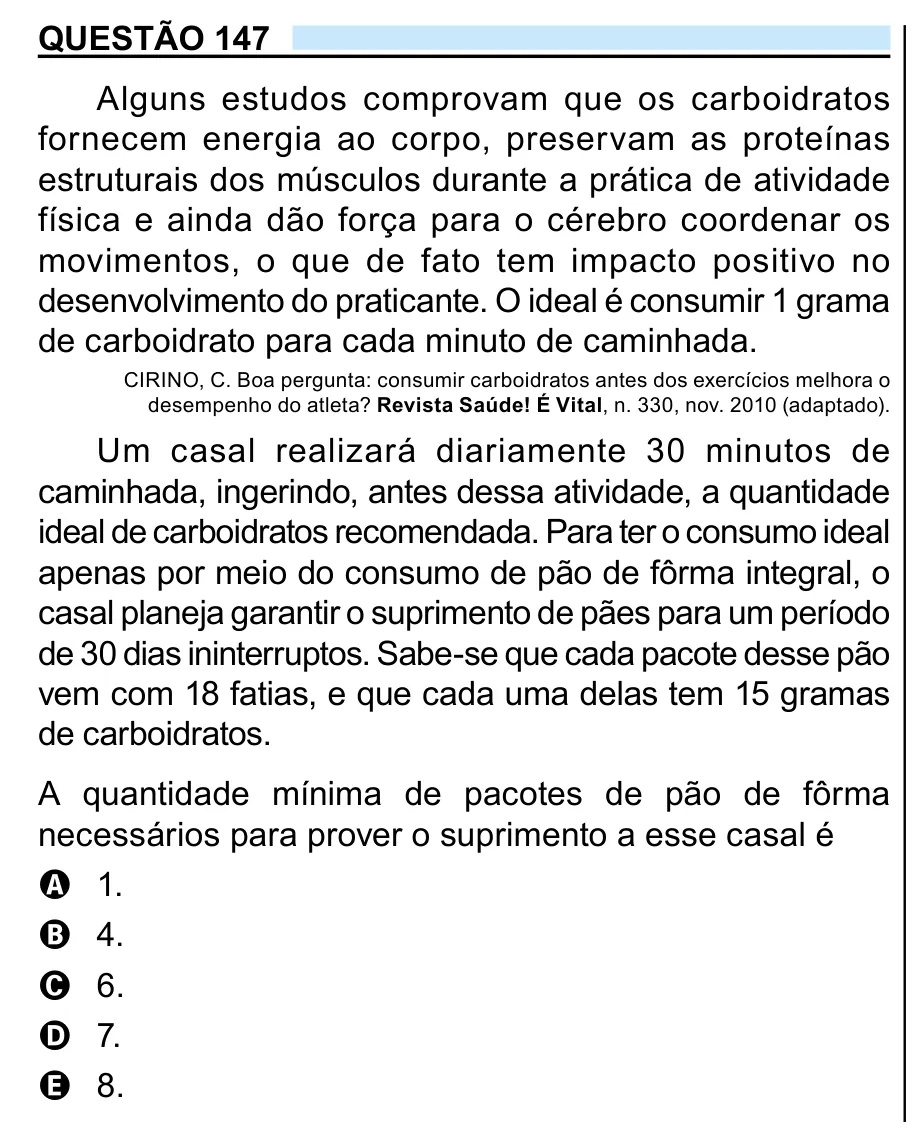 QUESTÃO 147
Alguns estudos comprovam que os carboidratos
fornecem energia ao corpo, preservam as proteínas
estruturais dos músculos durante a prática de atividade
física e ainda dão força para o cérebro coordenar os
movimentos, o que de fato tem impacto positivo no
desenvolvimento do praticante. O ideal é consumir 1 grama
de carboidrato para cada minuto de caminhada.
CIRINO, C. Boa pergunta: consumir carboidratos antes dos exercícios melhora o
desempenho do atleta? Revista Saúde! É Vital, n. 330, nov. 2010 (adaptado).
Um casal realizará diariamente 30 minutos de
caminhada, ingerindo, antes dessa atividade, a quantidade
ideal de carboidratos recomendada. Para ter o consumo ideal
apenas por meio do consumo de pão de fôrma integral, o
casal planeja garantir o suprimento de pães para um período
de 30 dias ininterruptos. Sabe-se que cada pacote desse pão
vem com 18 fatias, e que cada uma delas tem 15 gramas
de carboidratos.
A quantidade mínima de pacotes de pão de fôrma
necessários para prover o suprimento a esse casal é
A 1.
B 4.
C 6.
D 7.
E 8.